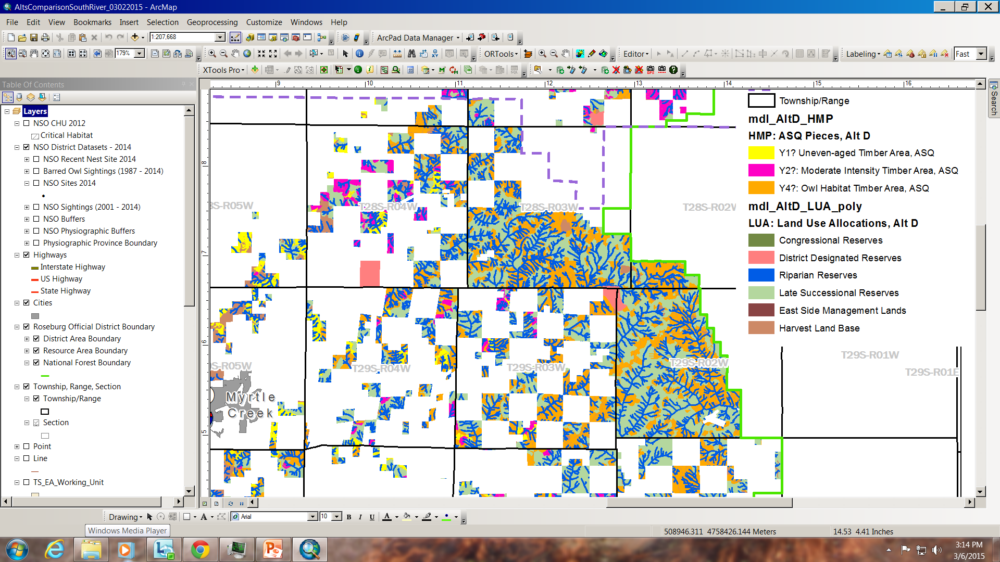 AltsComparisonSouthRiver_03022015 - ArcMap
File Edit View Bookmarks Insert Selection Geoprocessing Customize Windows Help
1:207,668 ArcPad Data Manager
179% ORTools Editor Labeling Fast
XTools Pro
Table Of Contents
9 10 11 12 13 14 15 16
Search
Layers
NSO CHU 2012
Critical Habitat
NSO District Datasets - 2014
NSO Recent Nest Site 2014
Barred Owl Sightings (1987 - 2014)
NSO Sites 2014
NSO Sightings (2001 - 2014)
NSO Buffers
NSO Physiographic Buffers
Physiographic Province Boundary
Highways
Interstate Highway
US Highway
State Highway
Cities
Roseburg Official District Boundary
District Area Boundary
Resource Area Boundary
National Forest Boundary
Township, Range, Section
Township/Range
Section
Point
Line
TS_EA_Working_Unit
8
7
6
5
8S-R05W T28S-R04W T28S-R03W T28S-R02W
S-R05W T29S-R04W T29S-R03W T29S-R02W T29S-R01W
T29S-R01E
Myrtle
Creek
Township/Range
mdl_AltD_HMP
HMP: ASQ Pieces, Alt D
Y1? Uneven-aged Timber Area, ASQ
Y2?: Moderate Intensity Timber Area, ASQ
Y4?: Owl Habitat Timber Area, ASQ
mdl_AltD_LUA_poly
LUA: Land Use Allocations, Alt D
Congressional Reserves
District Designated Reserves
Riparian Reserves
Late Successional Reserves
East Side Management Lands
Harvest Land Base
Drawing A Arial 10 B I U A
Windows Media Player
508946.311 4758426.144 Meters 14.53 4.41 Inches
3:14 PM
3/6/2015